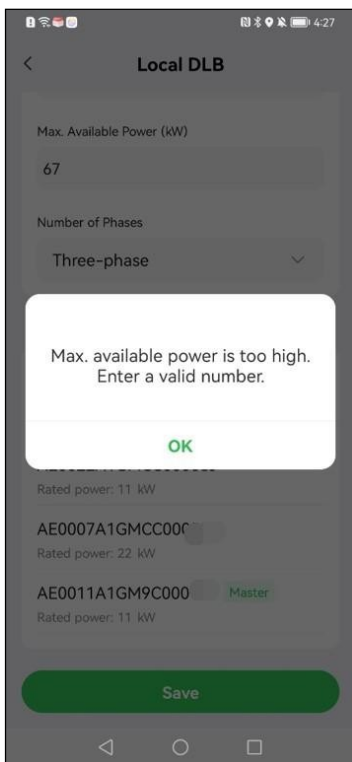 4:27
Local DLB
Max. Available Power (kW)
67
Number of Phases
Three-phase
Max. available power is too high.
Enter a valid number.
OK
Rated power: 11 kW
AE0007A1GMCC000
Rated power: 22 kW
AE0011A1GM9C000 Master
Rated power: 11 kW
Save